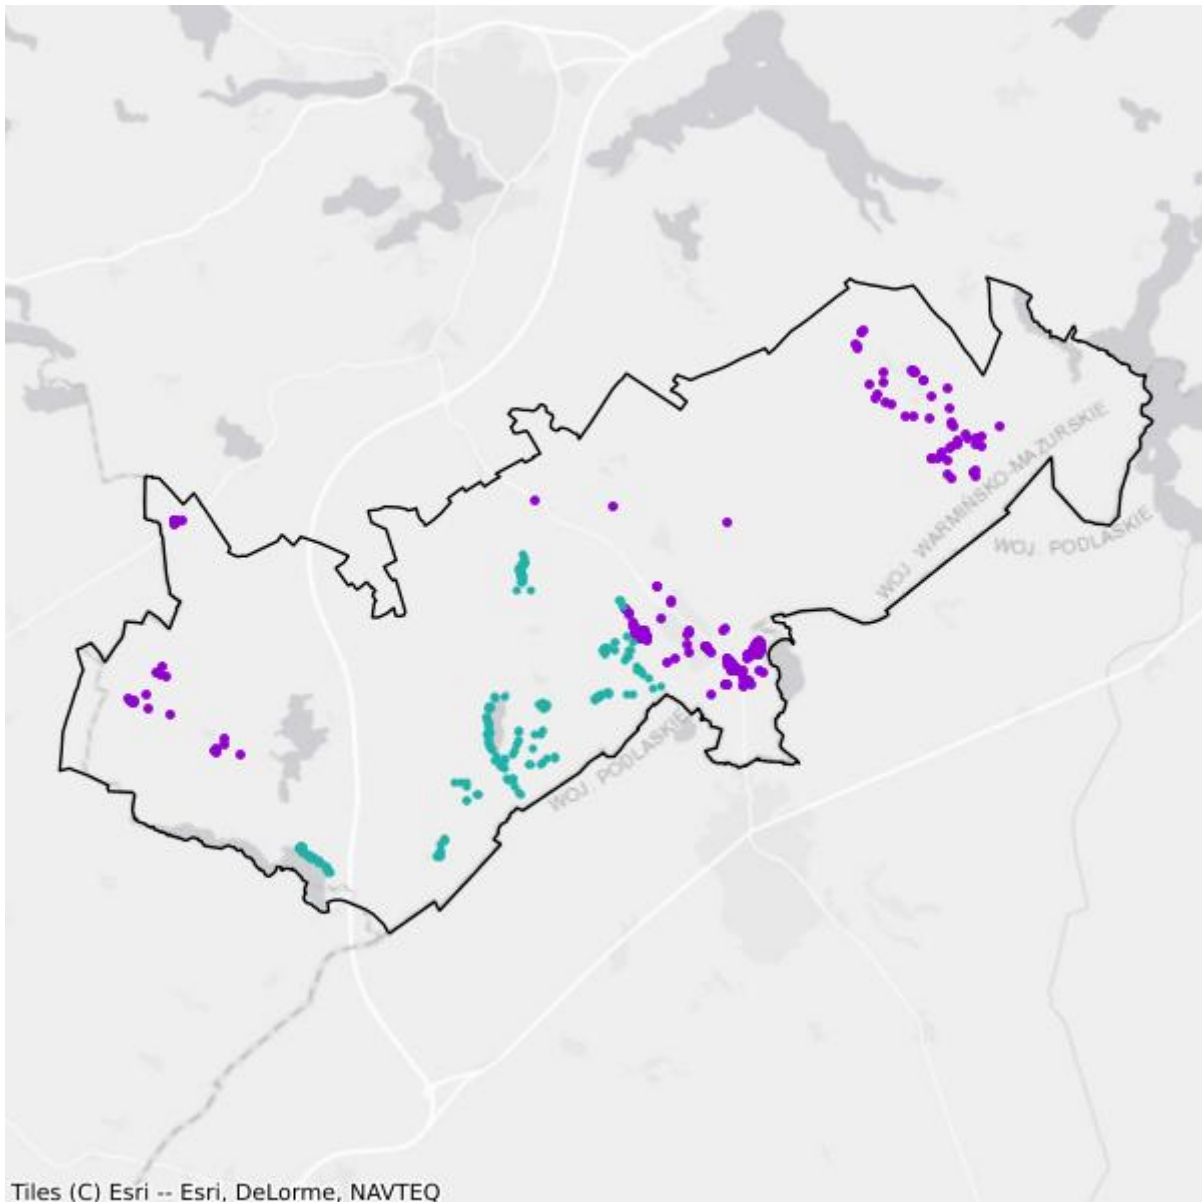 WOJ. WARMIŃSKO-MAZURSKIE
WOJ. PODLASKIE
WOJ. PODLASKIE
Tiles (C) Esri -- Esri, DeLorme, NAVTEQ